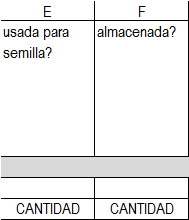 E F
usada para almacenada?
semilla?
CANTIDAD CANTIDAD